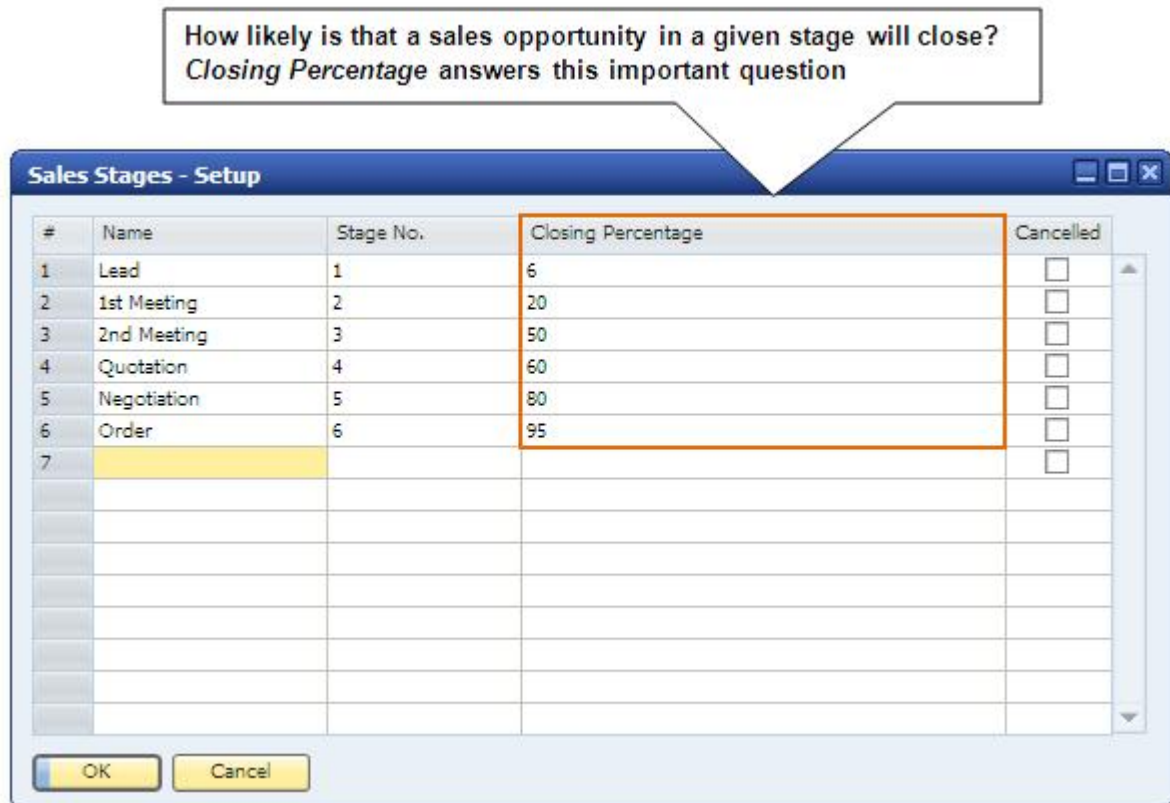 How likely is that a sales opportunity in a given stage will close?
Closing Percentage answers this important question
Sales Stages - Setup
# Name Stage No. Closing Percentage Cancelled
1 Lead 1 6
2 1st Meeting 2 20
3 2nd Meeting 3 50
4 Quotation 4 60
5 Negotiation 5 80
6 Order 6 95
7
OK Cancel